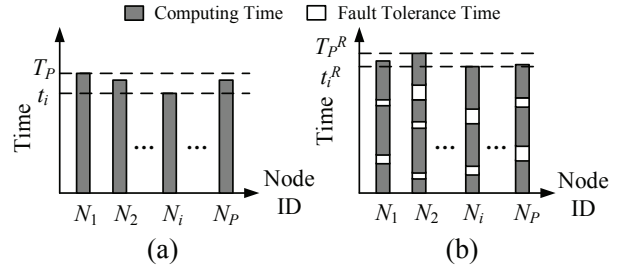 Computing Time Fault Tolerance Time
T_P
t_i
Time
...
...
Node
ID
N_1 N_2 N_i N_P
(a)
T_P^R
t_i^R
Time
...
...
Node
ID
N_1 N_2 N_i N_P
(b)